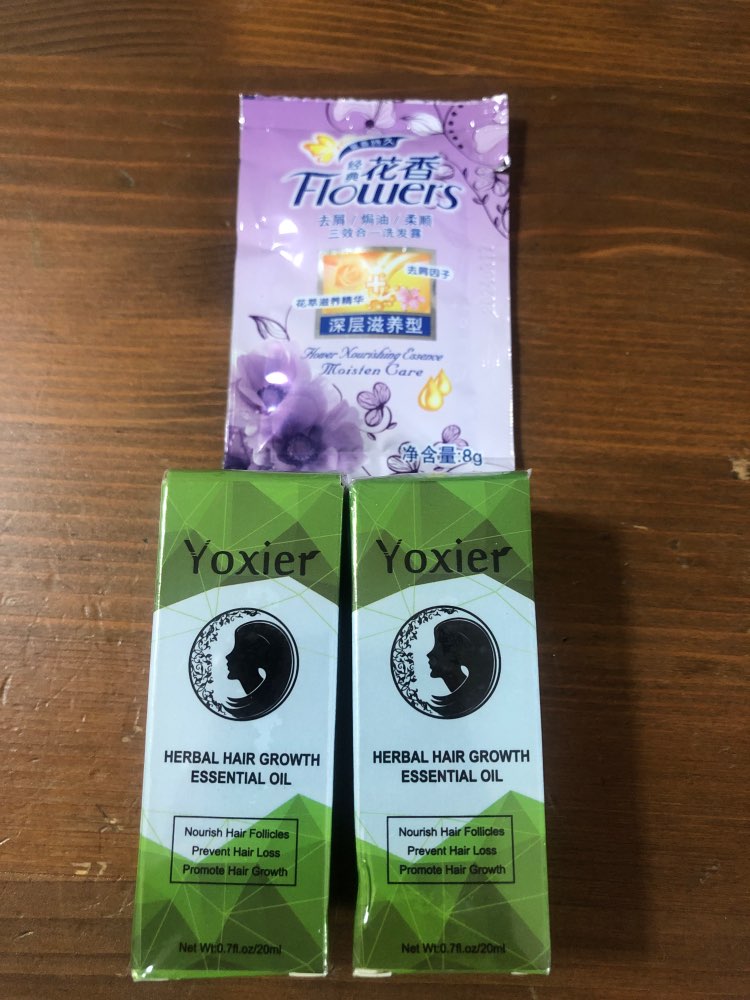 经典花香
Flowers
去屑/焗油/柔顺
三效合一洗发露
去屑因子
花萃滋养精华
深层滋养型
Flower Nourishing Essence
Moisten Care
净含量:8g
Yoxier
HERBAL HAIR GROWTH
ESSENTIAL OIL
Nourish Hair Follicles
Prevent Hair Loss
Promote Hair Growth
Net Wt:0.7fl.oz/20ml
Yoxier
HERBAL HAIR GROWTH
ESSENTIAL OIL
Nourish Hair Follicles
Prevent Hair Loss
Promote Hair Growth
Net Wt:0.7fl.oz/20ml